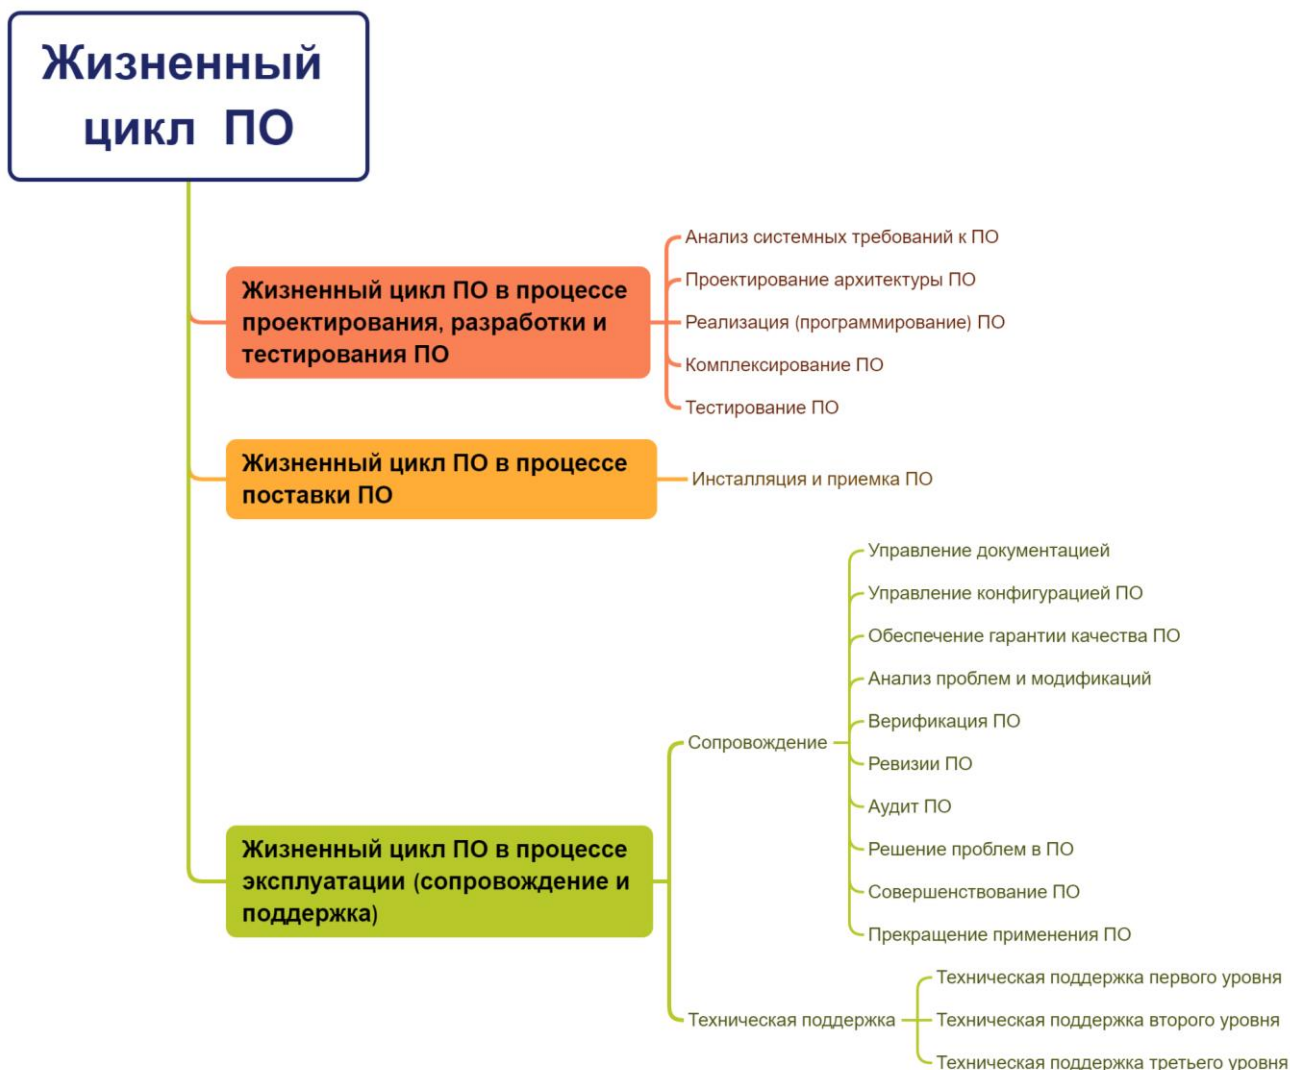 Жизненный
цикл ПО
Жизненный цикл ПО в процессе
проектирования, разработки и
тестирования ПО
Анализ системных требований к ПО
Проектирование архитектуры ПО
Реализация (программирование) ПО
Комплексирование ПО
Тестирование ПО
Жизненный цикл ПО в процессе
поставки ПО
Инсталляция и приемка ПО
Жизненный цикл ПО в процессе
эксплуатации (сопровождение и
поддержка)
Сопровождение
Управление документацией
Управление конфигурацией ПО
Обеспечение гарантии качества ПО
Анализ проблем и модификаций
Верификация ПО
Ревизии ПО
Аудит ПО
Решение проблем в ПО
Совершенствование ПО
Прекращение применения ПО
Техническая поддержка
Техническая поддержка первого уровня
Техническая поддержка второго уровня
Техническая поддержка третьего уровня